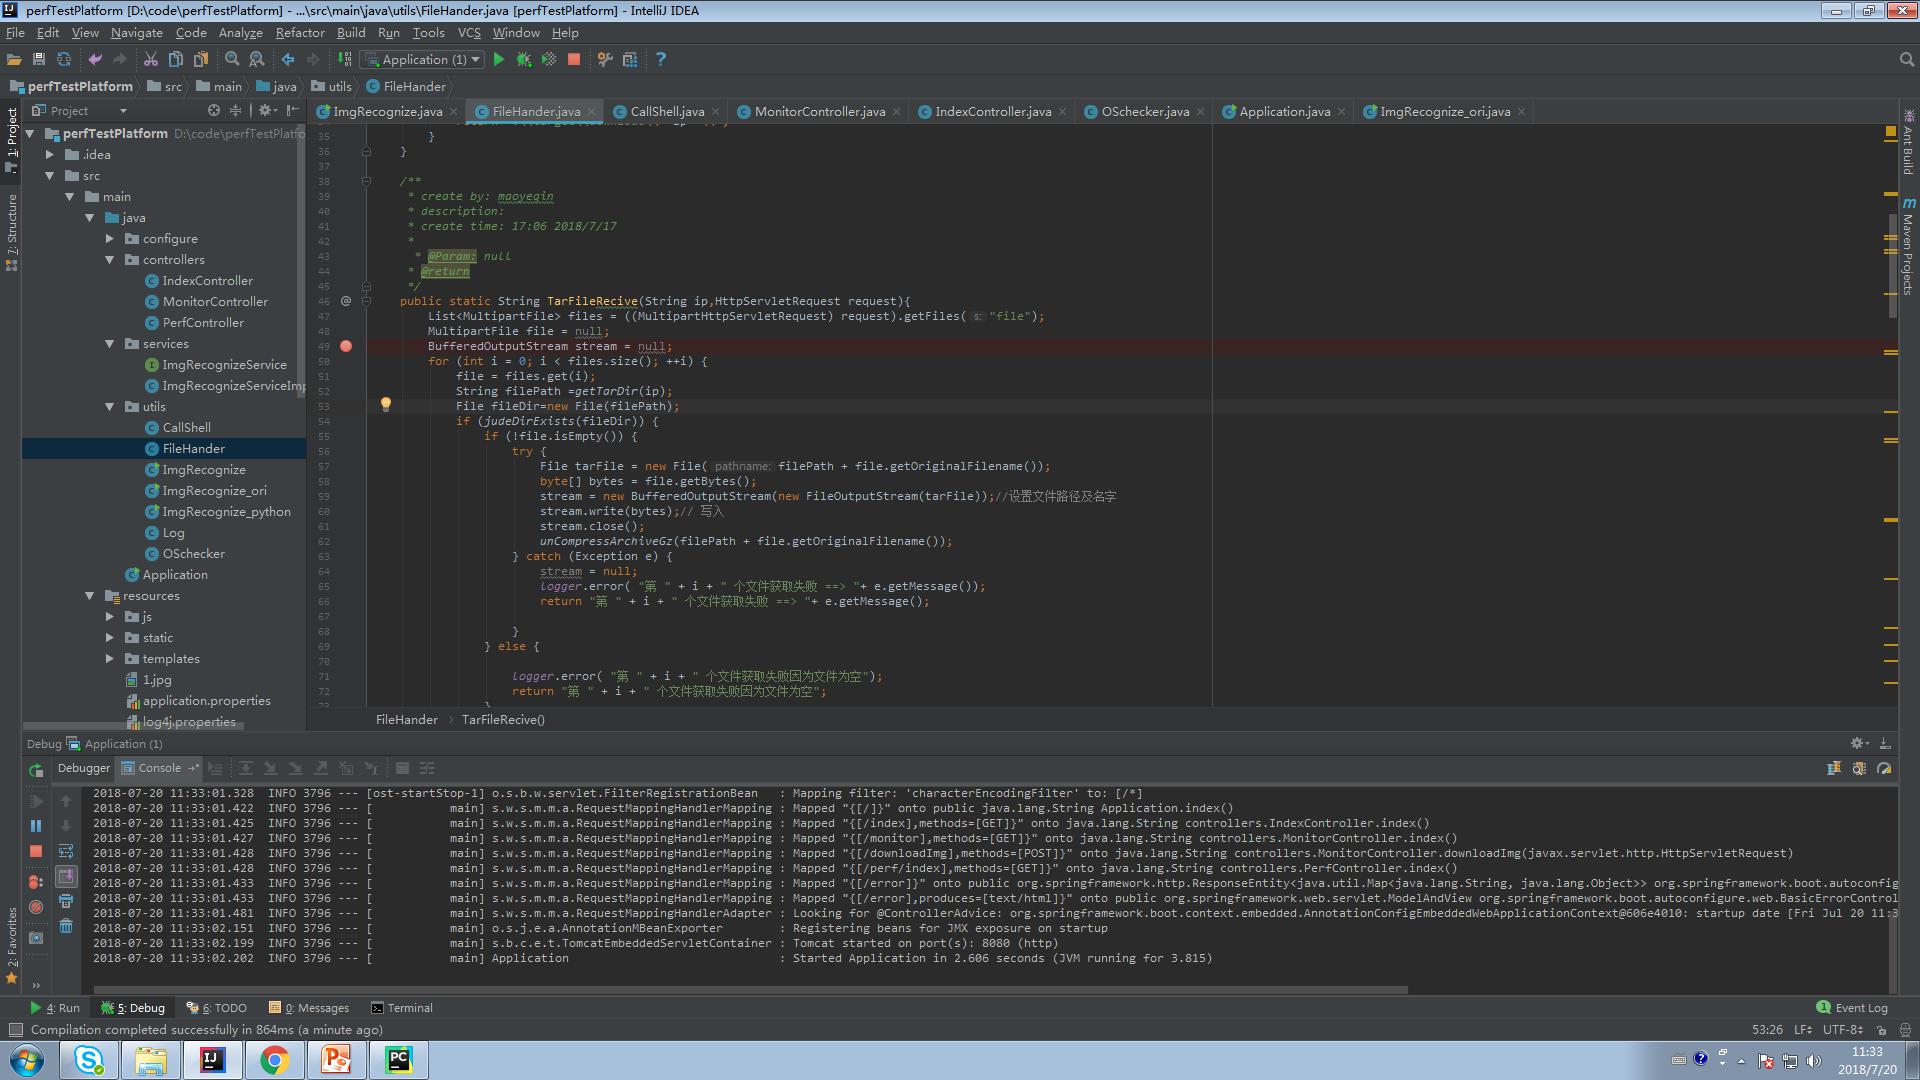 perfTestPlatform [D:\code\perfTestPlatform] - ...\src\main\java\utils\FileHander.java [perfTestPlatform] - IntelliJ IDEA
File Edit View Navigate Code Analyze Refactor Build Run Tools VCS Window Help
Application (1)
perfTestPlatform src main java utils FileHander
Project
ImgRecognize.java FileHander.java CallShell.java MonitorController.java IndexController.java OSchecker.java Application.java ImgRecognize_ori.java
1: Project
7: Structure
2: Favorites
perfTestPlatform D:\code\perfTestPlatfo
.idea
src
main
java
configure
controllers
IndexController
MonitorController
PerfController
services
ImgRecognizeService
ImgRecognizeServiceImp
utils
CallShell
FileHander
ImgRecognize
ImgRecognize_ori
ImgRecognize_python
Log
OSchecker
Application
resources
js
static
templates
1.jpg
application.properties
log4j.properties
35 }
36 }
37
38 /**
39 * create by: maoyeqin
40 * description:
41 * create time: 17:06 2018/7/17
42 *
43 * @Param: null
44 * @return
45 */
46 @ public static String TarFileRecive(String ip,HttpServletRequest request){
47 List<MultipartFile> files = ((MultipartHttpServletRequest) request).getFiles( s: "file");
48 MultipartFile file = null;
49 BufferedOutputStream stream = null;
50 for (int i = 0; i < files.size(); ++i) {
51 file = files.get(i);
52 String filePath =getTarDir(ip);
53 File fileDir=new File(filePath);
54 if (judeDirExists(fileDir)) {
55 if (!file.isEmpty()) {
56 try {
57 File tarFile = new File( pathname: filePath + file.getOriginalFilename());
58 byte[] bytes = file.getBytes();
59 stream = new BufferedOutputStream(new FileOutputStream(tarFile));//设置文件路径及名字
60 stream.write(bytes);// 写入
61 stream.close();
62 unCompressArchiveGz(filePath + file.getOriginalFilename());
63 } catch (Exception e) {
64 stream = null;
65 logger.error( "第 " + i + " 个文件获取失败 ==> "+ e.getMessage());
66 return "第 " + i + " 个文件获取失败 ==> "+ e.getMessage();
67
68 }
69 } else {
70
71 logger.error( "第 " + i + " 个文件获取失败因为文件为空");
72 return "第 " + i + " 个文件获取失败因为文件为空";
FileHander TarFileRecive()
Ant Build
Maven Projects
Debug Application (1)
Debugger Console
2018-07-20 11:33:01.328 INFO 3796 --- [ost-startStop-1] o.s.b.w.servlet.FilterRegistrationBean : Mapping filter: 'characterEncodingFilter' to: [/*]
2018-07-20 11:33:01.422 INFO 3796 --- [ main] s.w.s.m.m.a.RequestMappingHandlerMapping : Mapped "{[/]}" onto public java.lang.String Application.index()
2018-07-20 11:33:01.425 INFO 3796 --- [ main] s.w.s.m.m.a.RequestMappingHandlerMapping : Mapped "{[/index],methods=[GET]}" onto java.lang.String controllers.IndexController.index()
2018-07-20 11:33:01.427 INFO 3796 --- [ main] s.w.s.m.m.a.RequestMappingHandlerMapping : Mapped "{[/monitor],methods=[GET]}" onto java.lang.String controllers.MonitorController.index()
2018-07-20 11:33:01.428 INFO 3796 --- [ main] s.w.s.m.m.a.RequestMappingHandlerMapping : Mapped "{[/downloadImg],methods=[POST]}" onto java.lang.String controllers.MonitorController.downloadImg(javax.servlet.http.HttpServletRequest)
2018-07-20 11:33:01.428 INFO 3796 --- [ main] s.w.s.m.m.a.RequestMappingHandlerMapping : Mapped "{[/perf/index],methods=[GET]}" onto java.lang.String controllers.PerfController.index()
2018-07-20 11:33:01.433 INFO 3796 --- [ main] s.w.s.m.m.a.RequestMappingHandlerMapping : Mapped "{[/error]}" onto public org.springframework.http.ResponseEntity<java.util.Map<java.lang.String, java.lang.Object>> org.springframework.boot.autoconfig
2018-07-20 11:33:01.433 INFO 3796 --- [ main] s.w.s.m.m.a.RequestMappingHandlerMapping : Mapped "{[/error],produces=[text/html]}" onto public org.springframework.web.servlet.ModelAndView org.springframework.boot.autoconfigure.web.BasicErrorControl
2018-07-20 11:33:01.481 INFO 3796 --- [ main] s.w.s.m.m.a.RequestMappingHandlerAdapter : Looking for @ControllerAdvice: org.springframework.boot.context.embedded.AnnotationConfigEmbeddedWebApplicationContext@606e4010: startup date [Fri Jul 20 11:3
2018-07-20 11:33:02.151 INFO 3796 --- [ main] o.s.j.e.a.AnnotationMBeanExporter : Registering beans for JMX exposure on startup
2018-07-20 11:33:02.199 INFO 3796 --- [ main] s.b.c.e.t.TomcatEmbeddedServletContainer : Tomcat started on port(s): 8080 (http)
2018-07-20 11:33:02.202 INFO 3796 --- [ main] Application : Started Application in 2.606 seconds (JVM running for 3.815)
4: Run 5: Debug 6: TODO 0: Messages Terminal 1 Event Log
Compilation completed successfully in 864ms (a minute ago) 53:26 LF UTF-8
11:33
2018/7/20